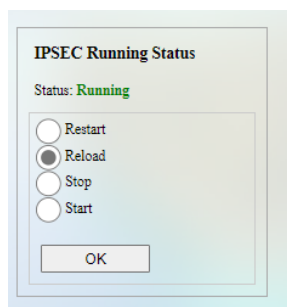 IPSEC Running Status
Status: Running
Restart
Reload
Stop
Start
OK